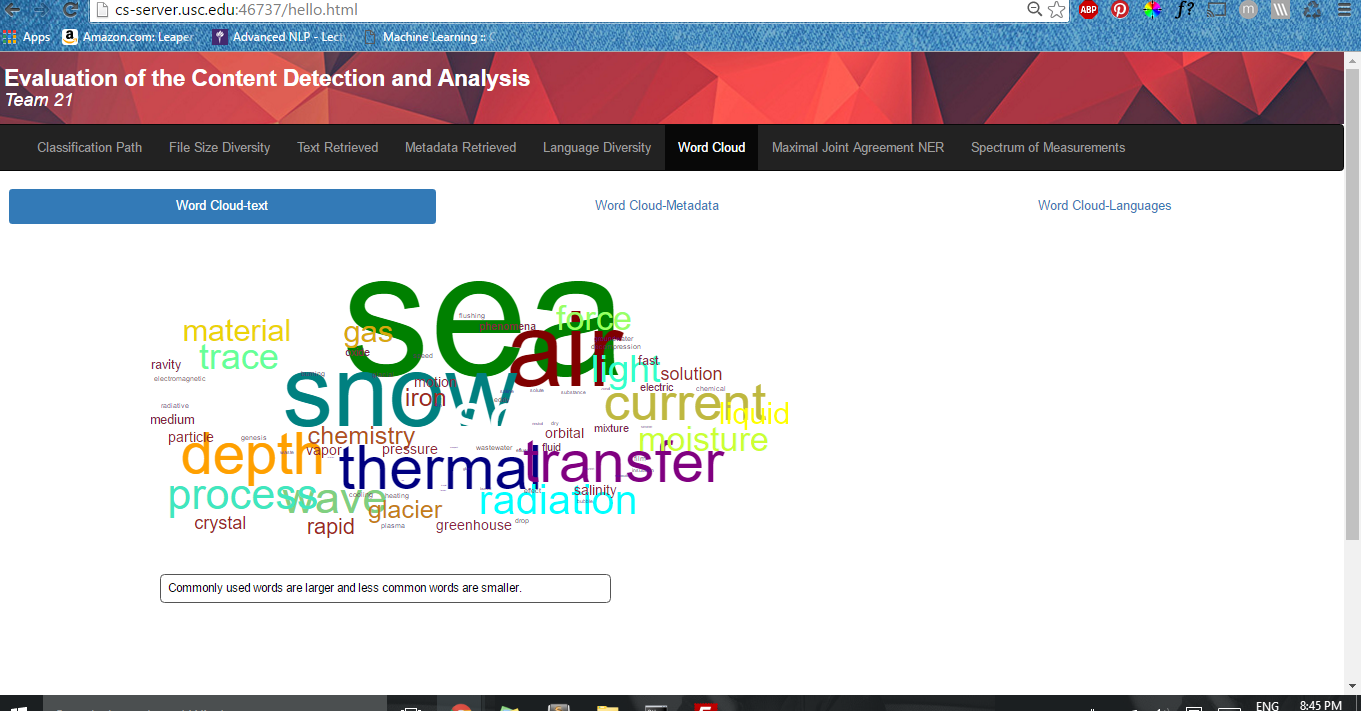 cs-server.usc.edu:46737/hello.html
ABP
f?
m
Apps
Amazon.com: Leaper
Advanced NLP - Lect
Machine Learning ::
Evaluation of the Content Detection and Analysis
Team 21
Classification Path File Size Diversity Text Retrieved Metadata Retrieved Language Diversity Word Cloud Maximal Joint Agreement NER Spectrum of Measurements
Word Cloud-text Word Cloud-Metadata Word Cloud-Languages
sea
flushing
force
material
gas
phenomena
air
trace
light
fast
ravity
solution
electromagnetic
snow
motion
iron
electric
chemical
current
liquid
substance
radiative
medium
particle
genesis
chemistry
orbital
mixture
moisture
depth
vapor
pressure
wastewater
fluid
thermal
transfer
process
wave
cooling
heating
radiation
salinity
glacier
crystal
rapid
plasma
greenhouse
drop
Commonly used words are larger and less common words are smaller.
ENG
8:45 PM